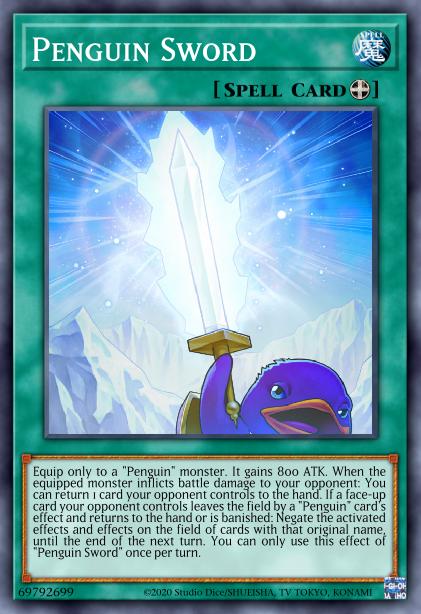 PENGUIN SWORD
SPELL
魔
[SPELL CARD]
Equip only to a "Penguin" monster. It gains 800 ATK. When the
equipped monster inflicts battle damage to your opponent: You
can return 1 card your opponent controls to the hand. If a face-up
card your opponent controls leaves the field by a "Penguin" card's
effect and returns to the hand or is banished: Negate the activated
effects and effects on the field of cards with that original name,
until the end of the next turn. You can only use this effect of
"Penguin Sword" once per turn.
69792699
©2020 Studio Dice/SHUEISHA, TV TOKYO, KONAMI